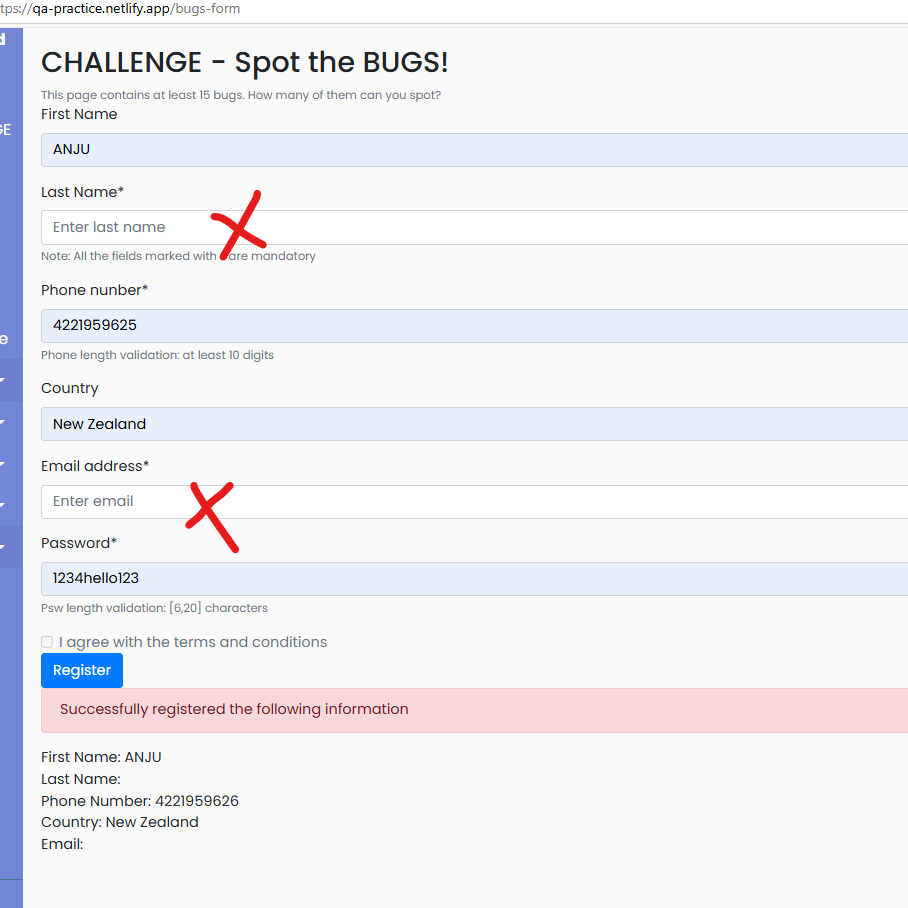 tps://qa-practice.netlify.app/bugs-form
d
GE
e
CHALLENGE - Spot the BUGS!
This page contains at least 15 bugs. How many of them can you spot?
First Name
ANJU
Last Name*
Enter last name
Note: All the fields marked with are mandatory
Phone nunber*
4221959625
Phone length validation: at least 10 digits
Country
New Zealand
Email address*
Enter email
Password*
1234hello123
Psw length validation: [6,20] characters
I agree with the terms and conditions
Register
Successfully registered the following information
First Name: ANJU
Last Name:
Phone Number: 4221959626
Country: New Zealand
Email: